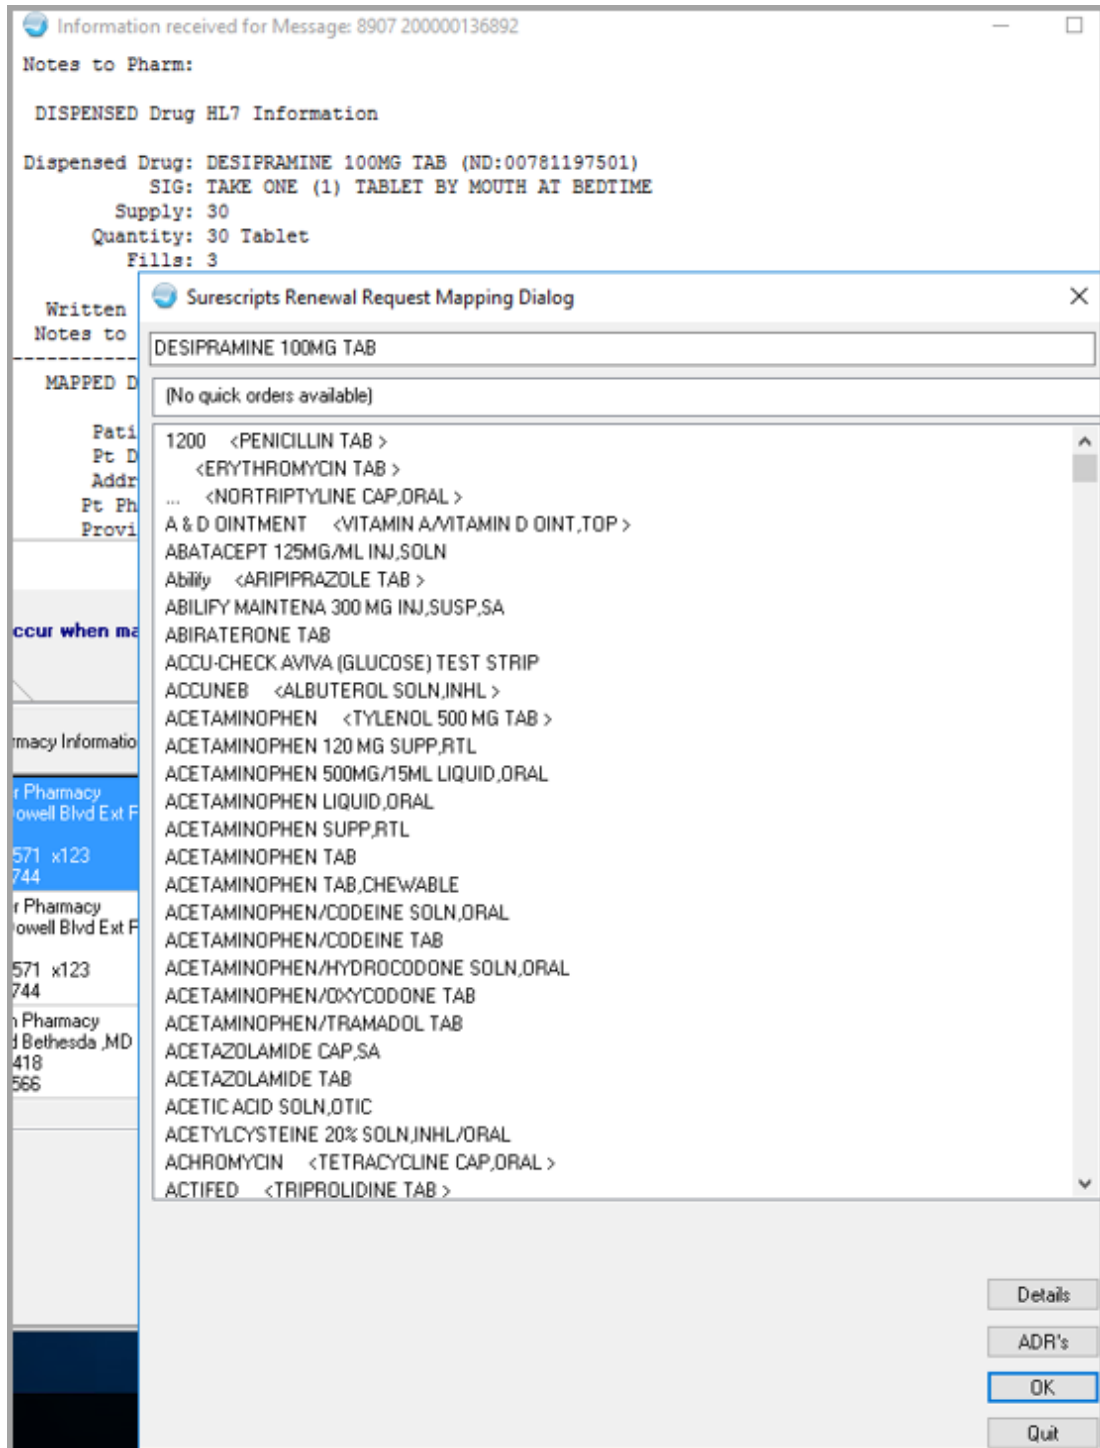 Information received for Message: 8907 200000136892
Notes to Pharm:
DISPENSED Drug HL7 Information
Dispensed Drug: DESIPRAMINE 100MG TAB (ND:00781197501)
SIG: TAKE ONE (1) TABLET BY MOUTH AT BEDTIME
Supply: 30
Quantity: 30 Tablet
Fills: 3
Written
Notes to
MAPPED D
Pati
Pt D
Addr
Pt Ph
Provi
ccur when ma
macy Informatio
r Pharmacy
owell Blvd Ext F
571 x123
744
r Pharmacy
owell Blvd Ext F
571 x123
744
n Pharmacy
d Bethesda ,MD
418
566
Surescripts Renewal Request Mapping Dialog
DESIPRAMINE 100MG TAB
(No quick orders available)
1200 <PENICILLIN TAB >
<ERYTHROMYCIN TAB >
... <NORTRIPTYLINE CAP,ORAL >
A & D OINTMENT <VITAMIN A/VITAMIN D OINT,TOP >
ABATACEPT 125MG/ML INJ,SOLN
Abilify <ARIPIPRAZOLE TAB >
ABILIFY MAINTENA 300 MG INJ,SUSP,SA
ABIRATERONE TAB
ACCU-CHECK AVIVA (GLUCOSE) TEST STRIP
ACCUNEB <ALBUTEROL SOLN,INHL >
ACETAMINOPHEN <TYLENOL 500 MG TAB >
ACETAMINOPHEN 120 MG SUPP,RTL
ACETAMINOPHEN 500MG/15ML LIQUID,ORAL
ACETAMINOPHEN LIQUID,ORAL
ACETAMINOPHEN SUPP,RTL
ACETAMINOPHEN TAB
ACETAMINOPHEN TAB,CHEWABLE
ACETAMINOPHEN/CODEINE SOLN,ORAL
ACETAMINOPHEN/CODEINE TAB
ACETAMINOPHEN/HYDROCODONE SOLN,ORAL
ACETAMINOPHEN/OXYCODONE TAB
ACETAMINOPHEN/TRAMADOL TAB
ACETAZOLAMIDE CAP,SA
ACETAZOLAMIDE TAB
ACETIC ACID SOLN,OTIC
ACETYLCYSTEINE 20% SOLN,INHL/ORAL
ACHROMYCIN <TETRACYCLINE CAP,ORAL >
ACTIFED <TRIPROLIDINE TAB >
Details
ADR's
OK
Quit